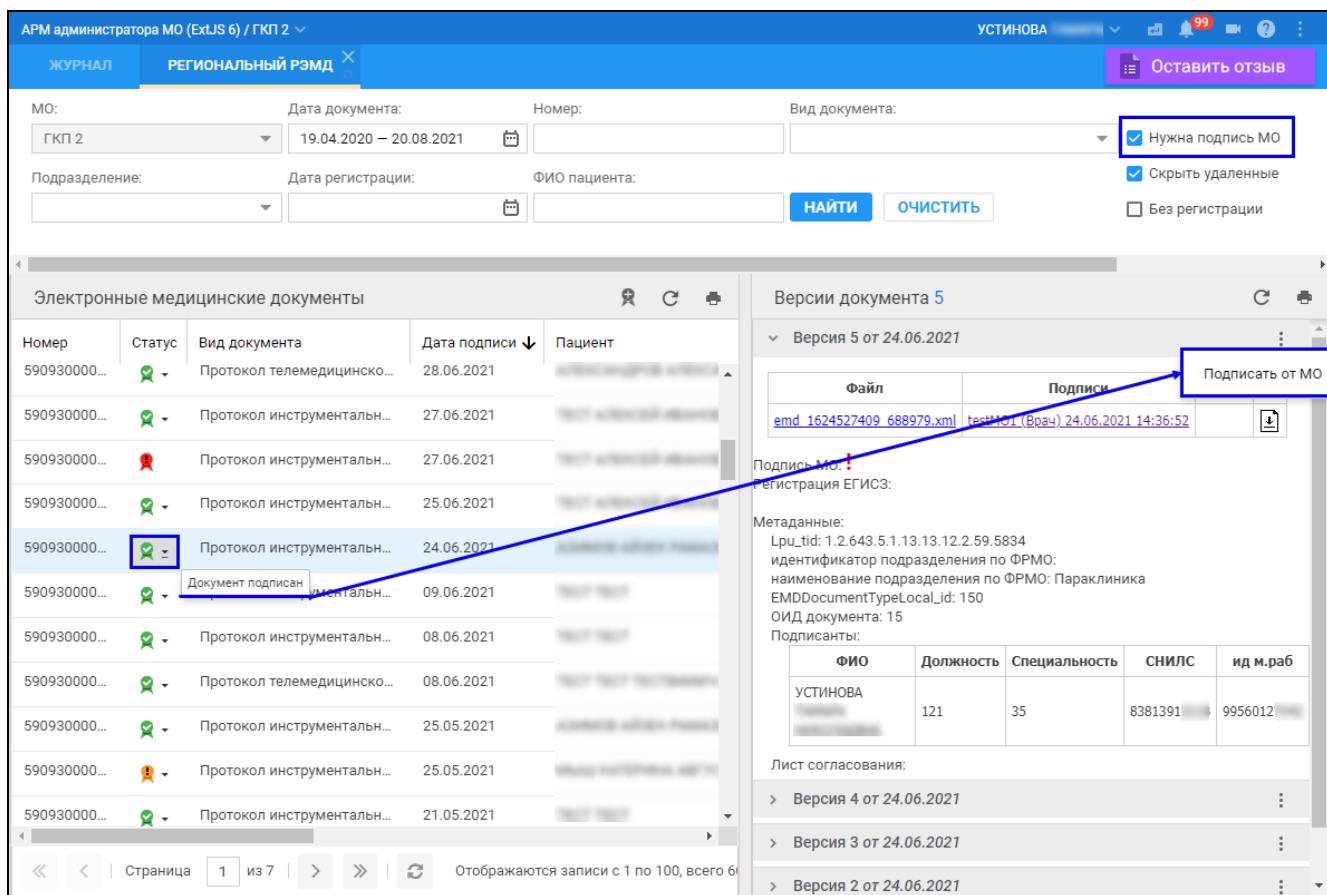 АРМ администратора МО (ExtJS 6) / ГКП 2
УСТИНОВА
99
ЖУРНАЛ
РЕГИОНАЛЬНЫЙ РЭМД
Оставить отзыв
МО:
Дата документа:
Номер:
Вид документа:
ГКП 2
19.04.2020 — 20.08.2021
Нужна подпись МО
Подразделение:
Дата регистрации:
ФИО пациента:
Скрыть удаленные
НАЙТИ
ОЧИСТИТЬ
Без регистрации
Электронные медицинские документы
Номер Статус Вид документа Дата подписи Пациент
590930000... Протокол телемедицинско... 28.06.2021
590930000... Протокол инструментальн... 27.06.2021
590930000... Протокол инструментальн... 27.06.2021
590930000... Протокол инструментальн... 25.06.2021
590930000... Протокол инструментальн... 24.06.2021
Документ подписан
590930000... Протокол инструментальн... 09.06.2021
590930000... Протокол инструментальн... 08.06.2021
590930000... Протокол телемедицинско... 08.06.2021
590930000... Протокол инструментальн... 25.05.2021
590930000... Протокол инструментальн... 25.05.2021
590930000... Протокол инструментальн... 21.05.2021
Страница 1 из 7
Отображаются записи с 1 по 100, всего
Версии документа 5
Версия 5 от 24.06.2021
Подписать от МО
Файл Подписи
emd_1624527409_688979.xml testMO1 (Врач) 24.06.2021 14:36:52
Подпись МО: !
Регистрация ЕГИСЗ:
Метаданные:
Lpu_tid: 1.2.643.5.1.13.13.12.2.59.5834
идентификатор подразделения по ФРМО:
наименование подразделения по ФРМО: Параклиника
EMDDocumentTypeLocal_id: 150
ОИД документа: 15
Подписанты:
ФИО Должность Специальность СНИЛС ид м.раб
УСТИНОВА
121 35 8381391 9956012
Лист согласования:
Версия 4 от 24.06.2021
Версия 3 от 24.06.2021
Версия 2 от 24.06.2021